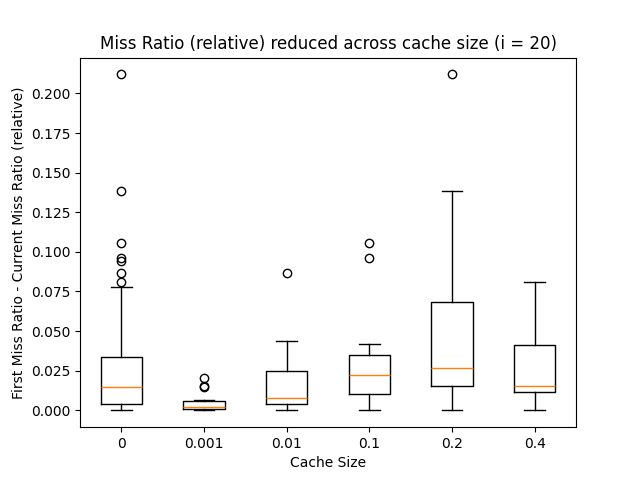 Miss Ratio (relative) reduced across cache size (i = 20)
First Miss Ratio - Current Miss Ratio (relative)
0.200
0.175
0.150
0.125
0.100
0.075
0.050
0.025
0.000
0 0.001 0.01 0.1 0.2 0.4
Cache Size